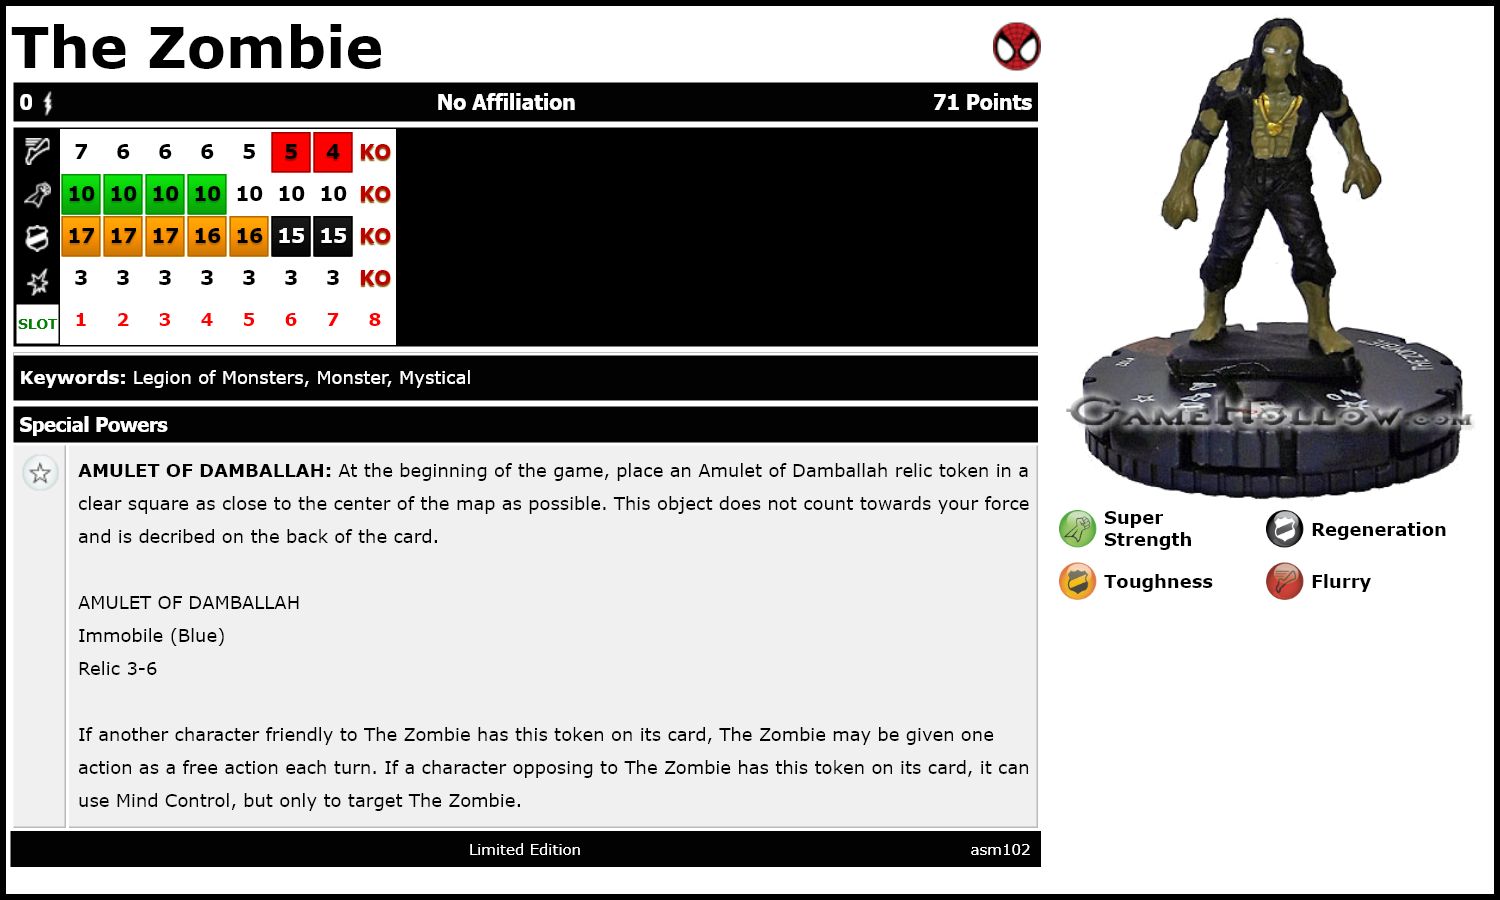 The Zombie
0 No Affiliation 71 Points
7 6 6 6 5 5 4 KO
10 10 10 10 10 10 10 KO
17 17 17 16 16 15 15 KO
3 3 3 3 3 3 3 KO
SLOT 1 2 3 4 5 6 7 8
Keywords: Legion of Monsters, Monster, Mystical
Special Powers
AMULET OF DAMBALLAH: At the beginning of the game, place an Amulet of Damballah relic token in a
clear square as close to the center of the map as possible. This object does not count towards your force
and is decribed on the back of the card.
AMULET OF DAMBALLAH
Immobile (Blue)
Relic 3-6
If another character friendly to The Zombie has this token on its card, The Zombie may be given one
action as a free action each turn. If a character opposing to The Zombie has this token on its card, it can
use Mind Control, but only to target The Zombie.
Limited Edition asm102
THE ZOMBIE
GameHollow.com
Super
Strength
Regeneration
Toughness
Flurry